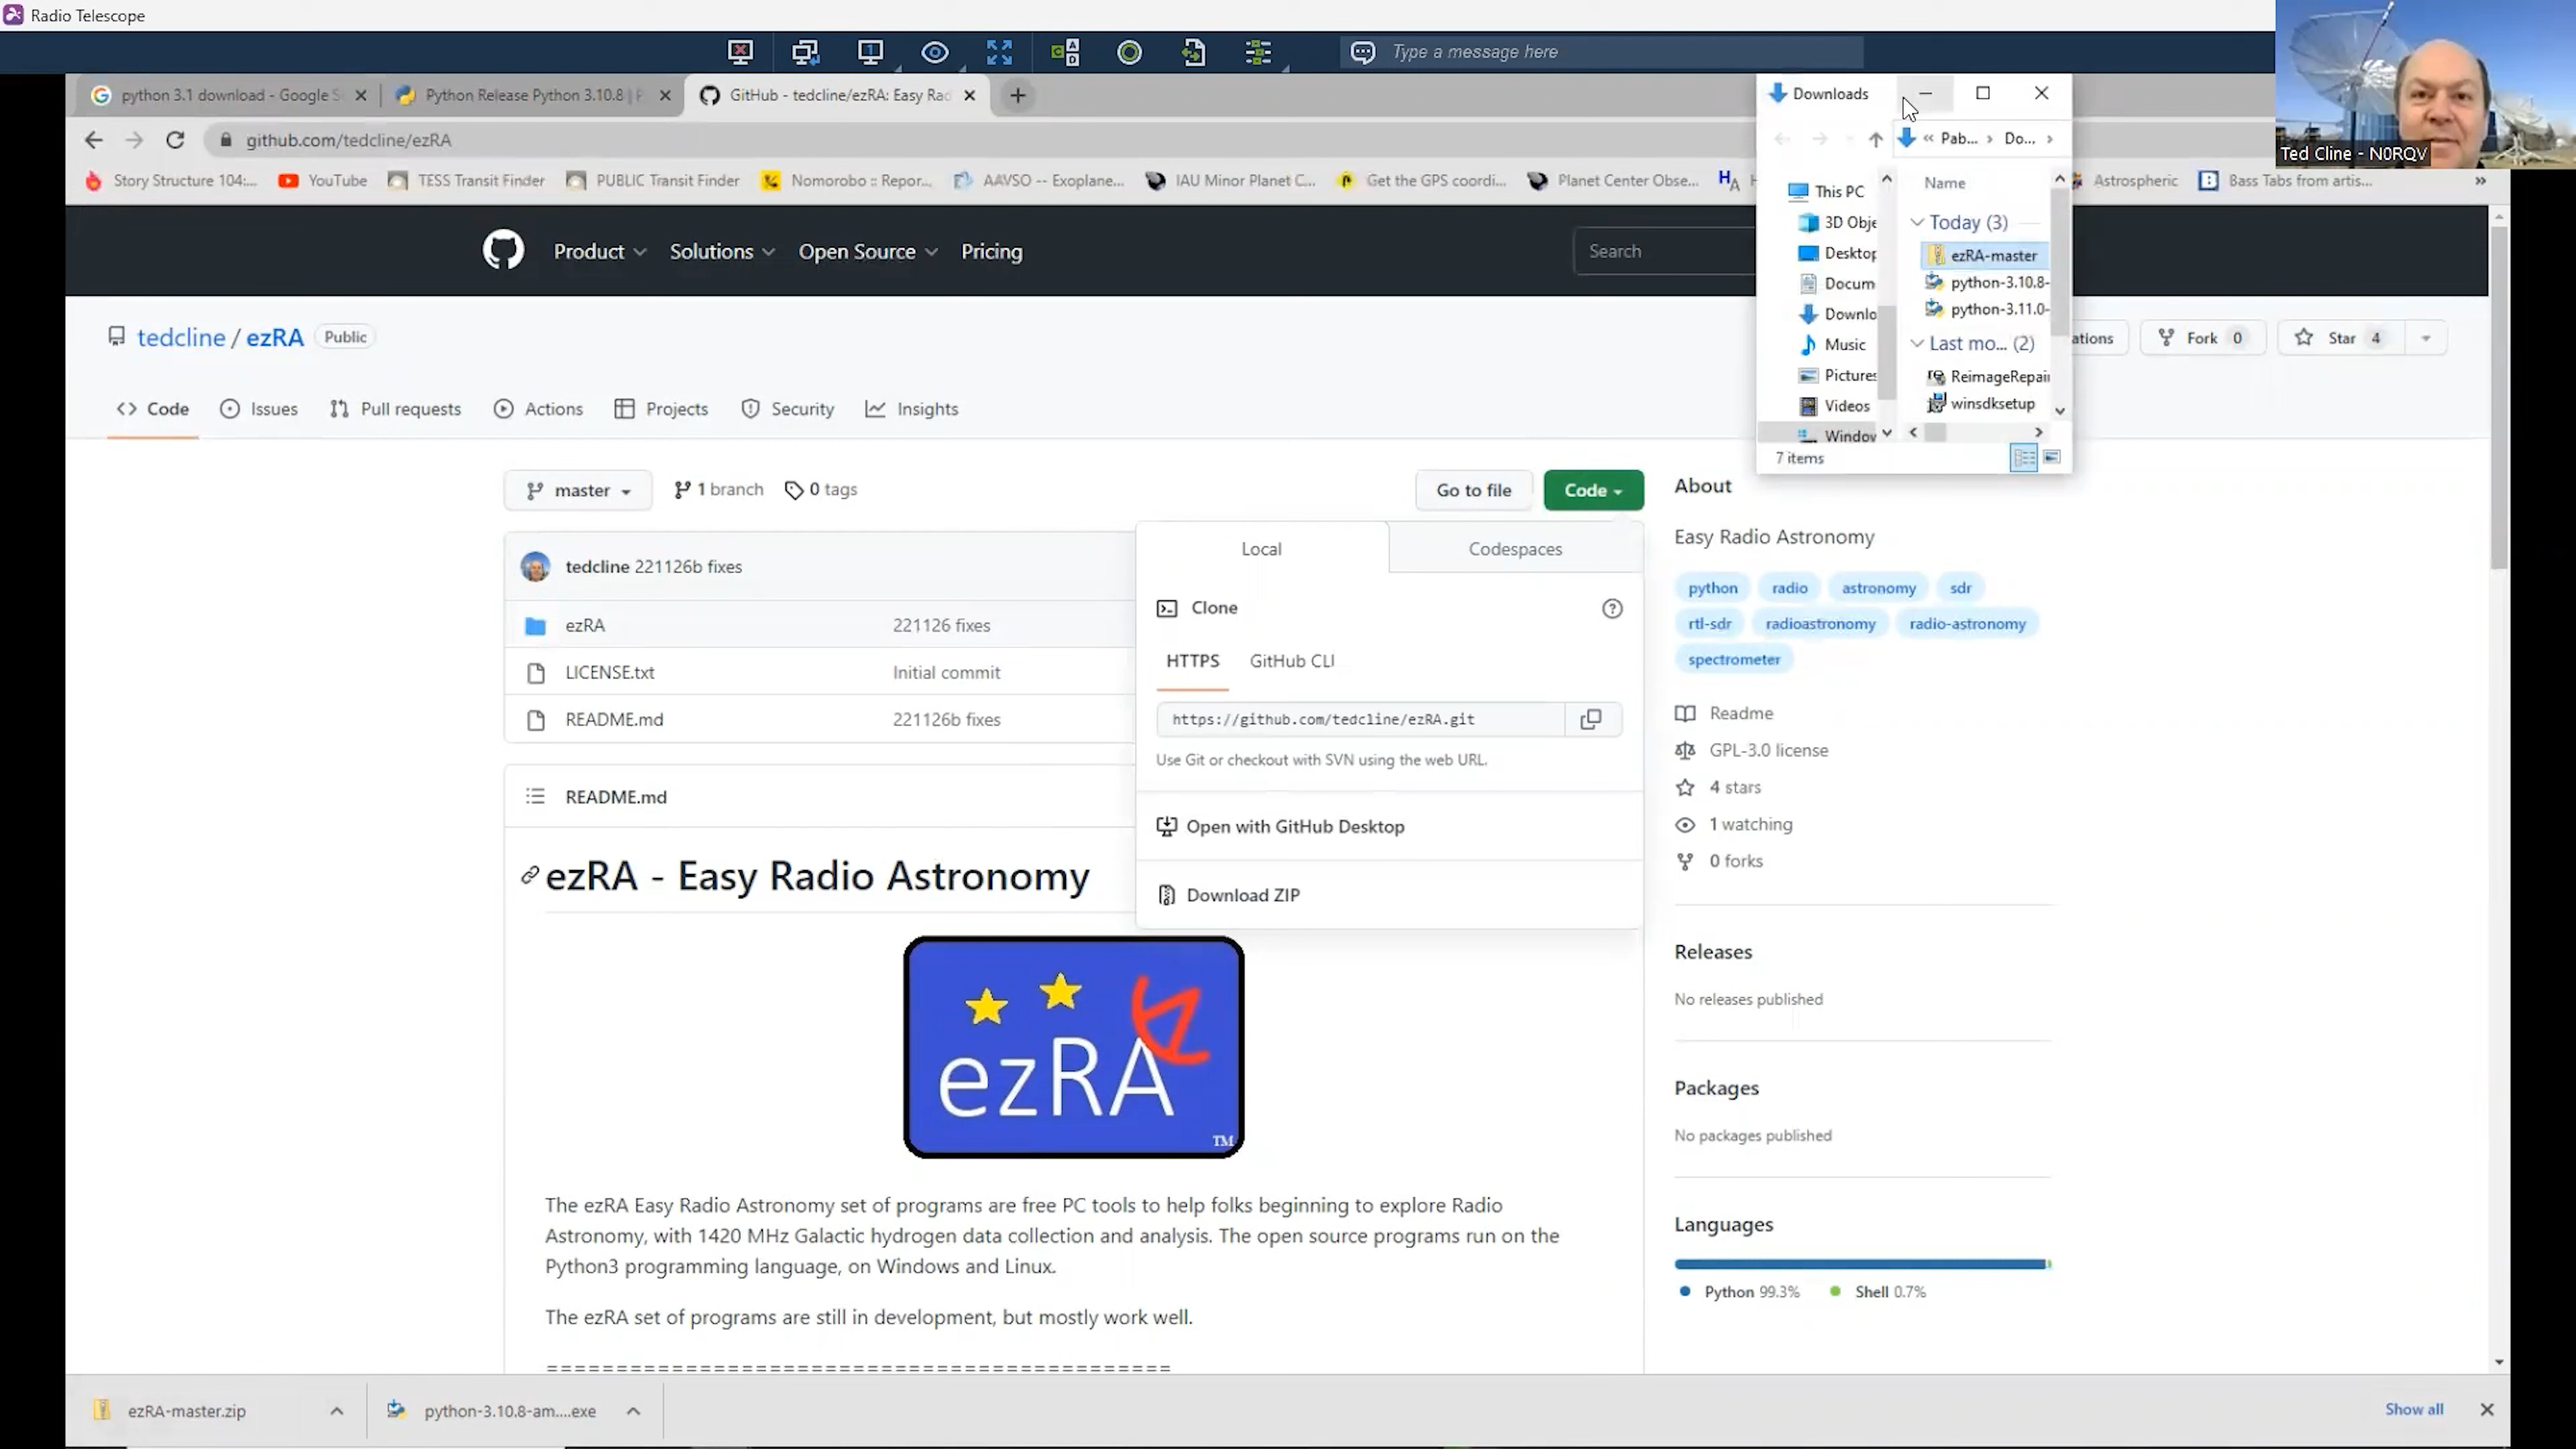 Radio Telescope
Type a message here
Ted Cline - N0RQV
python 3.1 download - Google S
Python Release Python 3.10.8 | P
GitHub - tedcline/ezRA: Easy Rad
github.com/tedcline/ezRA
Story Structure 104:...
YouTube
TESS Transit Finder
PUBLIC Transit Finder
Nomorobo :: Repor...
AAVSO -- Exoplane...
IAU Minor Planet C...
Get the GPS coordi...
Planet Center Obse...
HA
Astrospheric
Bass Tabs from artis...
Downloads
« Pab... › Do... ›
This PC
3D Obje
Desktop
Docum
Downlo
Music
Pictures
Videos
Window
Name
Today (3)
ezRA-master
python-3.10.8-
python-3.11.0-
Last mo... (2)
ReimageRepair
winsdksetup
7 items
Product
Solutions
Open Source
Pricing
Search
tedcline / ezRA Public
ations
Fork 0
Star 4
Code
Issues
Pull requests
Actions
Projects
Security
Insights
master
1 branch
0 tags
Go to file
Code
tedcline 221126b fixes
ezRA 221126 fixes
LICENSE.txt Initial commit
README.md 221126b fixes
Local
Codespaces
Clone
HTTPS
GitHub CLI
https://github.com/tedcline/ezRA.git
Use Git or checkout with SVN using the web URL.
Open with GitHub Desktop
Download ZIP
About
Easy Radio Astronomy
python radio astronomy sdr
rtl-sdr radioastronomy radio-astronomy
spectrometer
Readme
GPL-3.0 license
4 stars
1 watching
0 forks
Releases
No releases published
Packages
No packages published
Languages
Python 99.3% Shell 0.7%
README.md
ezRA - Easy Radio Astronomy
ezRA
TM
The ezRA Easy Radio Astronomy set of programs are free PC tools to help folks beginning to explore Radio
Astronomy, with 1420 MHz Galactic hydrogen data collection and analysis. The open source programs run on the
Python3 programming language, on Windows and Linux.
The ezRA set of programs are still in development, but mostly work well.
=============================================
ezRA-master.zip
python-3.10.8-am....exe
Show all